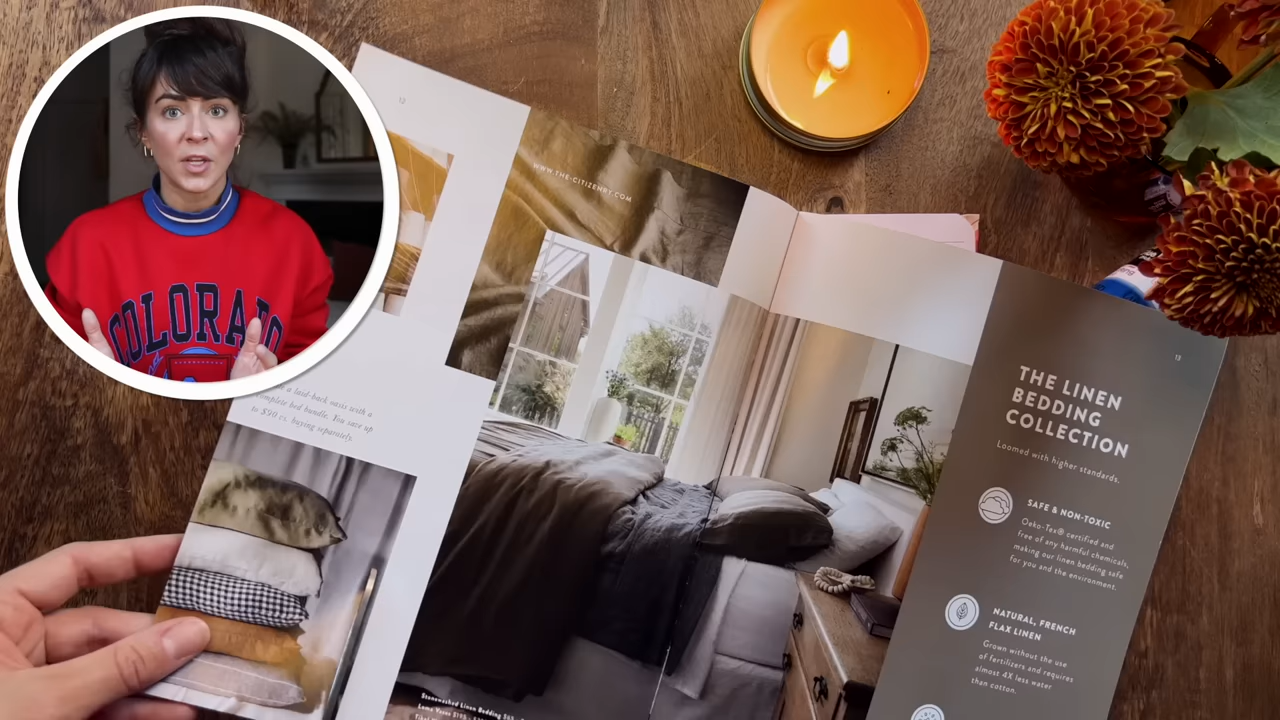 COLORADO
12
WWW.THE-CITIZENRY.COM
a laid-back oasis with a
complete bed bundle. You save up
to $90 vs. buying separately.
Stonewashed Linen Bedding
13
THE LINEN
BEDDING
COLLECTION
Loomed with higher standards.
SAFE & NON-TOXIC
Oeko-Tex® certified and
free of any harmful chemicals,
making our linen bedding safe
for you and the environment.
NATURAL, FRENCH
FLAX LINEN
Grown without the use
of fertilizers and requires
almost 4X less water
than cotton.